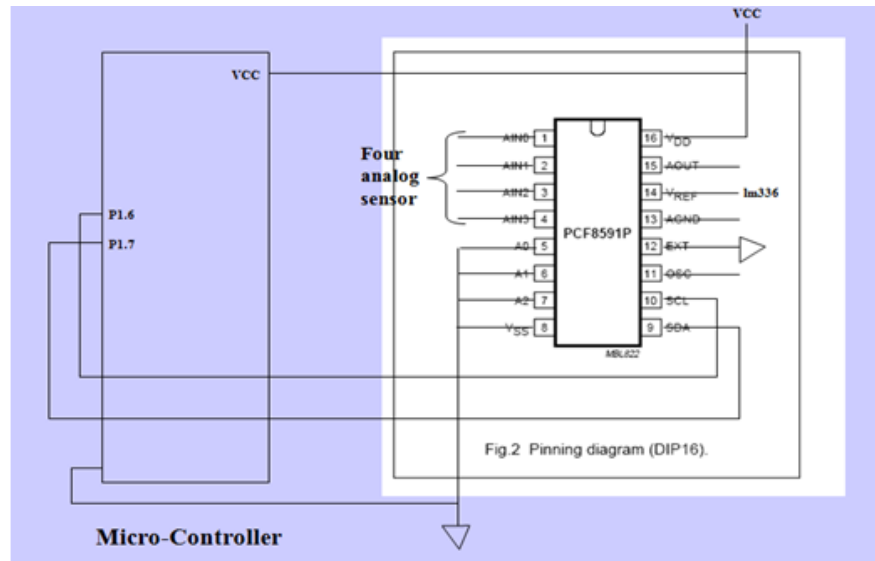 VCC
VCC
Four
analog
sensor
AIN0 1
AIN1 2
AIN2 3
AIN3 4
A0 5
A1 6
A2 7
VSS 8
PCF8591P
16 VDD
15 AOUT
14 VREF lm336
13 AGND
12 EXT
11 OSC
10 SCL
9 SDA
MBL822
P1.6
P1.7
Fig.2 Pinning diagram (DIP16).
Micro-Controller